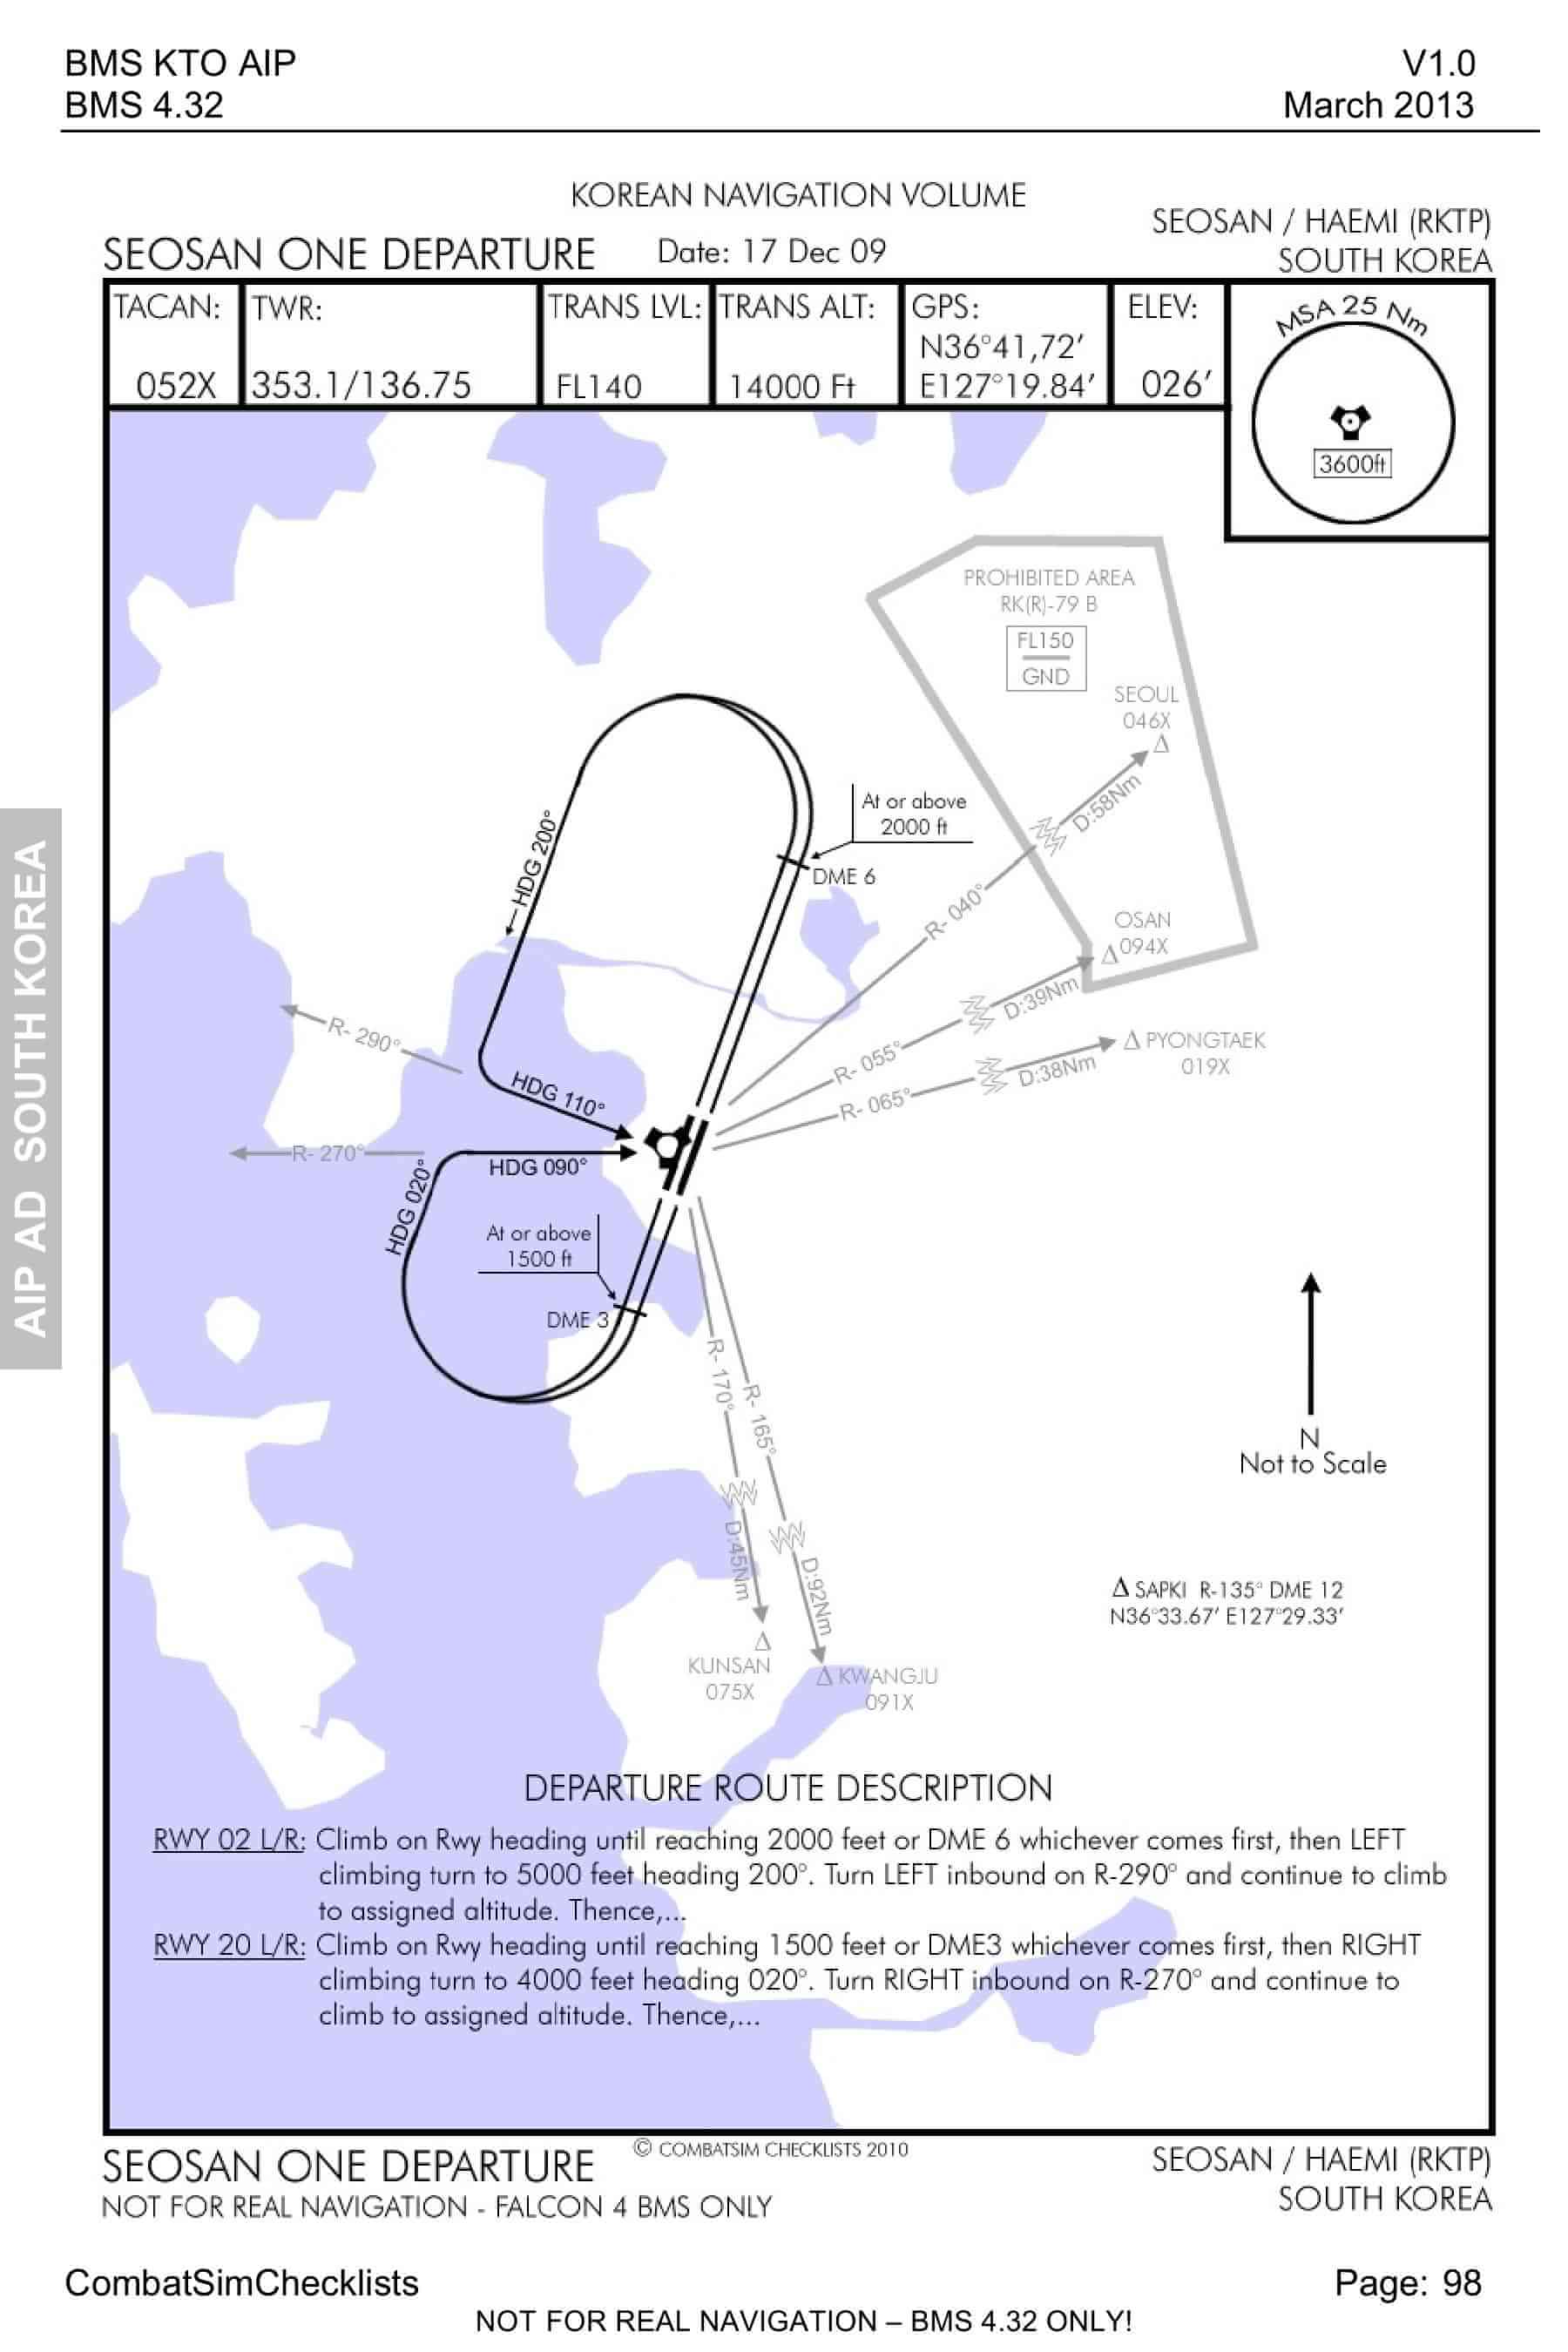 BMS KTO AIP
V1.0
BMS 4.32
March 2013
KOREAN NAVIGATION VOLUME
SEOSAN ONE DEPARTURE
Date: 17 Dec 09
SEOSAN / HAEMI (RKTP)
SOUTH KOREA
TACAN:
052X
TWR:
353.1/136.75
TRANS LVL:
FL140
TRANS ALT:
14000 Ft
GPS:
N36°41,72′
E127°19.84′
ELEV:
026′
MSA 25 Nm
3600ft
PROHIBITED AREA
RK(R)-79 B
FL150
GND
SEOUL
046X
D:58Nm
R- 040°
At or above
2000 ft
DME 6
HDG 200°
OSAN
094X
D:39Nm
R- 055°
PYONGTAEK
019X
D:38Nm
R- 065°
R- 290°
HDG 110°
R- 270°
HDG 090°
HDG 020°
At or above
1500 ft
DME 3
R- 170°
R- 165°
D:45Nm
D:92Nm
KUNSAN
075X
KWANGJU
091X
N
Not to Scale
SAPKI R-135° DME 12
N36°33.67′ E127°29.33′
AIP AD SOUTH KOREA
DEPARTURE ROUTE DESCRIPTION
RWY 02 L/R: Climb on Rwy heading until reaching 2000 feet or DME 6 whichever comes first, then LEFT
climbing turn to 5000 feet heading 200°. Turn LEFT inbound on R-290° and continue to climb
to assigned altitude. Thence,...
RWY 20 L/R: Climb on Rwy heading until reaching 1500 feet or DME3 whichever comes first, then RIGHT
climbing turn to 4000 feet heading 020°. Turn RIGHT inbound on R-270° and continue to
climb to assigned altitude. Thence,...
SEOSAN ONE DEPARTURE
© COMBATSIM CHECKLISTS 2010
SEOSAN / HAEMI (RKTP)
NOT FOR REAL NAVIGATION - FALCON 4 BMS ONLY
SOUTH KOREA
CombatSimChecklists
Page: 98
NOT FOR REAL NAVIGATION – BMS 4.32 ONLY!